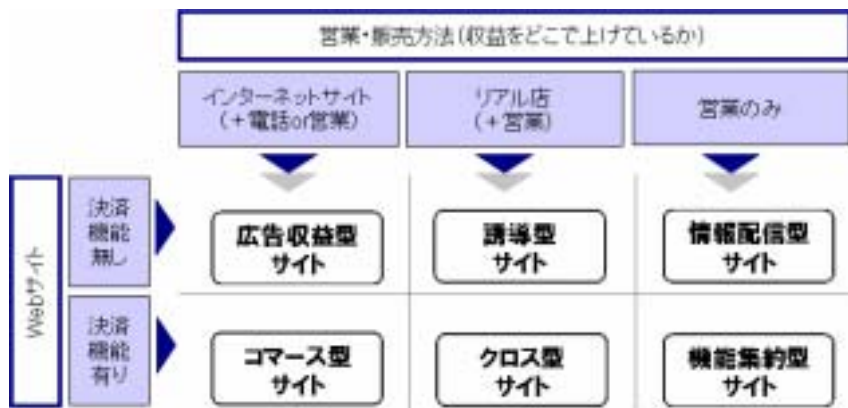 営業・販売方法(収益をどこで上げているか)
インターネットサイト
(+電話or営業)
リアル店
(+営業)
営業のみ
Webサイト
決済
機能
無し
広告収益型
サイト
誘導型
サイト
情報配信型
サイト
決済
機能
有り
コマース型
サイト
クロス型
サイト
機能集約型
サイト